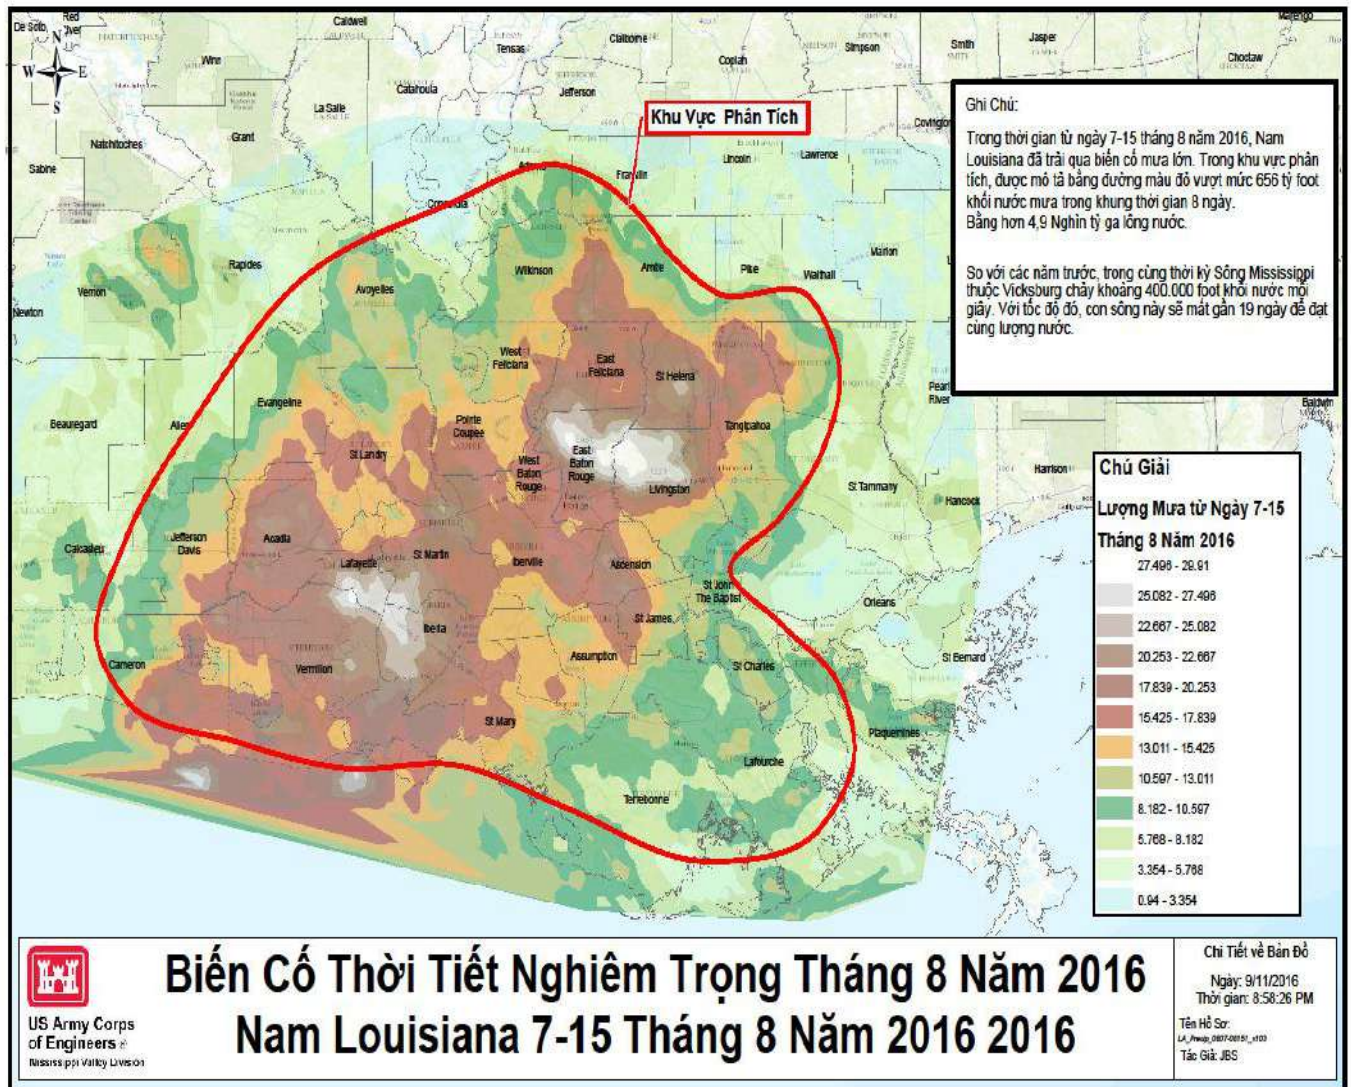 De Soto
Red River
Caldwell
Claiborne
Simpson
Smith
Jasper
Choctaw
Winn
Tensas
Copiah
Catahoula
Jefferson
La Salle
Grant
Natchitoches
Sabine
N
W
E
S
Khu Vực Phân Tích
Covington
Lincoln
Lawrence
Adams
Franklin
Concordia
Ghi Chú:
Trong thời gian từ ngày 7-15 tháng 8 năm 2016, Nam
Louisiana đã trải qua biến cố mưa lớn. Trong khu vực phân
tích, được mô tả bằng đường màu đỏ vượt mức 656 tỷ foot
khối nước mưa trong khung thời gian 8 ngày.
Bằng hơn 4,9 Nghìn tỷ ga lông nước.
So với các năm trước, trong cùng thời kỳ Sông Mississippi
thuộc Vicksburg chảy khoảng 400.000 foot khối nước mỗi
giây. Với tốc độ đó, con sông này sẽ mất gần 19 ngày để đạt
cùng lượng nước.
Rapides
Vernon
Newton
Avoyelles
Wilkinson
Amite
Pike
Walthall
Marion
West
Feliciana
East
Feliciana
St Helena
Pearl
River
Baldwin
Evangeline
Beauregard
Allen
Pointe
Coupee
Tangipahoa
St Landry
West
Baton
Rouge
East
Baton
Rouge
Livingston
St Tammany
Hancock
Harrison
Calcasieu
Jefferson
Davis
Acadia
Lafayette
St Martin
Iberville
Ascension
St John
The Baptist
Orleans
Iberia
St James
Assumption
St Charles
St Bernard
Cameron
Vermilion
St Mary
Plaquemines
Lafourche
Terrebonne
Chú Giải
Lượng Mưa từ Ngày 7-15
Tháng 8 Năm 2016
27.496 - 29.91
25.082 - 27.496
22.667 - 25.082
20.253 - 22.667
17.839 - 20.253
15.425 - 17.839
13.011 - 15.425
10.597 - 13.011
8.182 - 10.597
5.768 - 8.182
3.354 - 5.768
0.94 - 3.354
US Army Corps
of Engineers ®
Mississippi Valley Division
Biến Cố Thời Tiết Nghiêm Trọng Tháng 8 Năm 2016
Nam Louisiana 7-15 Tháng 8 Năm 2016 2016
Chi Tiết về Bản Đồ
Ngày: 9/11/2016
Thời gian: 8:58:26 PM
Tên Hồ Sơ:
Tác Giả: JBS